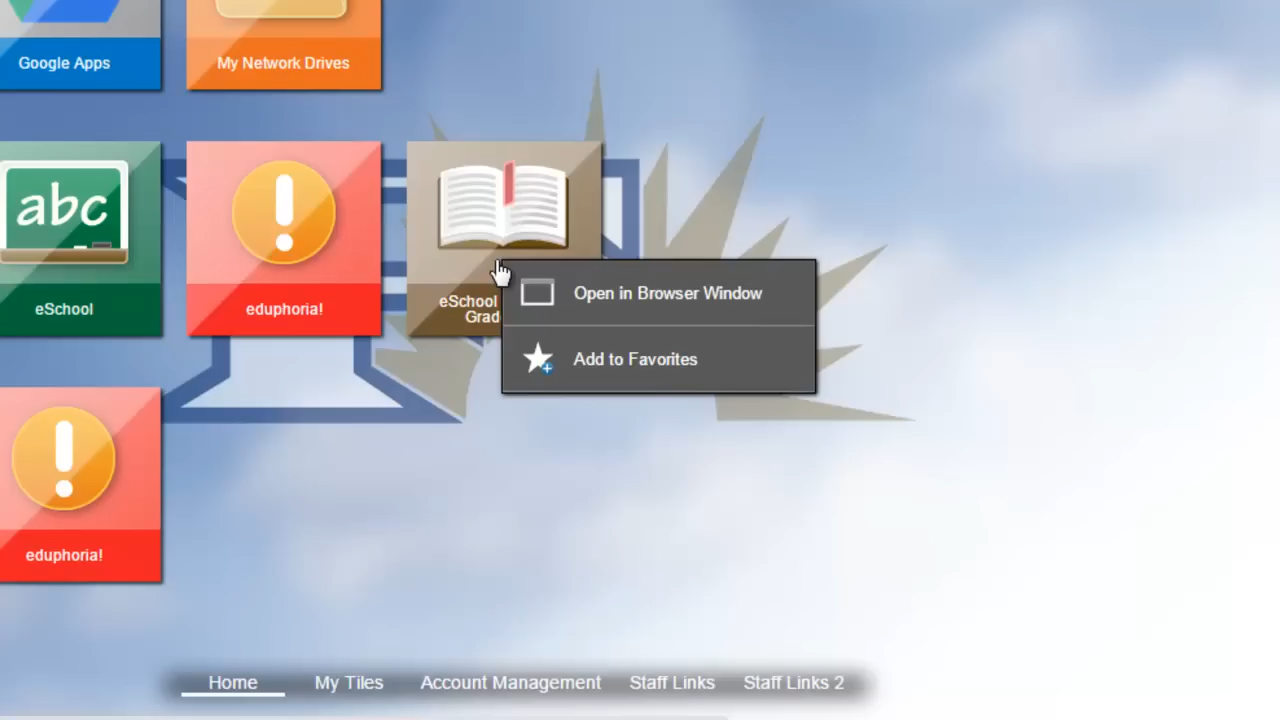 Google Apps
My Network Drives
abc
eSchool
eduphoria!
eSchool
Open in Browser Window
Add to Favorites
eduphoria!
Home
My Tiles
Account Management
Staff Links
Staff Links 2